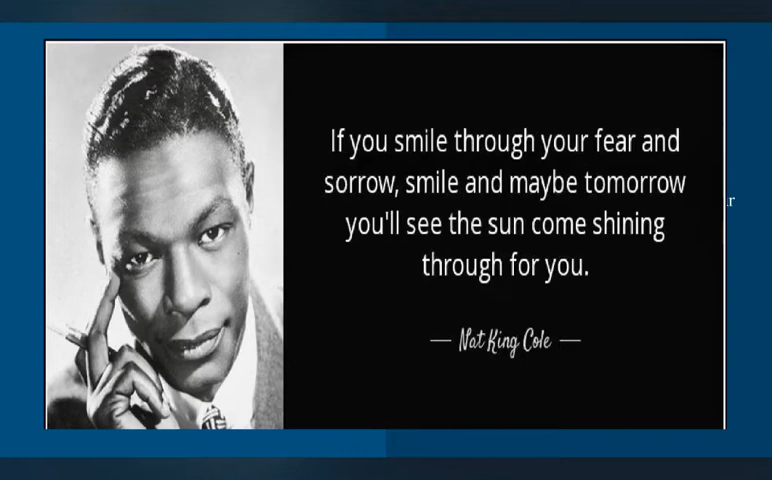 If you smile through your fear and
sorrow, smile and maybe tomorrow
you'll see the sun come shining
through for you.
— Nat King Cole —